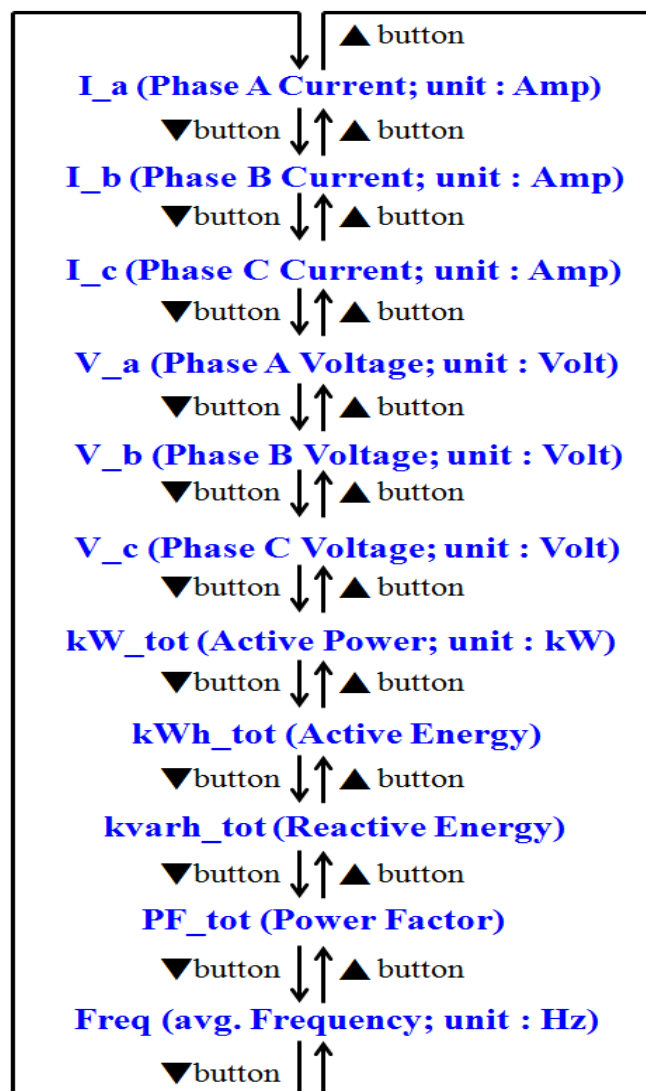 ▲ button
I_a (Phase A Current; unit : Amp)
▼button ▲ button
I_b (Phase B Current; unit : Amp)
▼button ▲ button
I_c (Phase C Current; unit : Amp)
▼button ▲ button
V_a (Phase A Voltage; unit : Volt)
▼button ▲ button
V_b (Phase B Voltage; unit : Volt)
▼button ▲ button
V_c (Phase C Voltage; unit : Volt)
▼button ▲ button
kW_tot (Active Power; unit : kW)
▼button ▲ button
kWh_tot (Active Energy)
▼button ▲ button
kvarh_tot (Reactive Energy)
▼button ▲ button
PF_tot (Power Factor)
▼button ▲ button
Freq (avg. Frequency; unit : Hz)
▼button